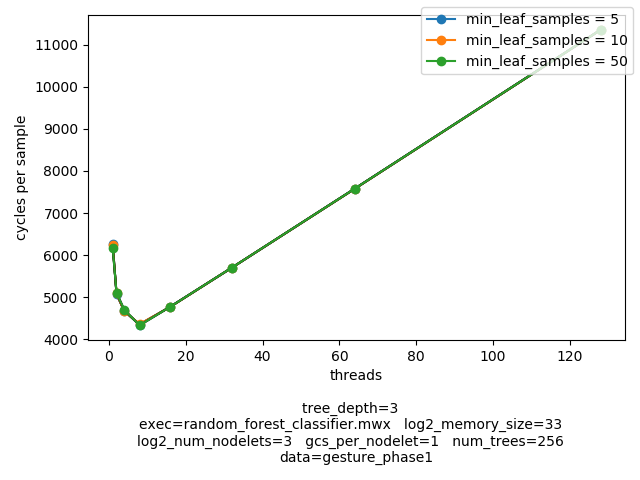 min_leaf_samples = 5
min_leaf_samples = 10
min_leaf_samples = 50
11000
10000
9000
8000
7000
6000
5000
4000
cycles per sample
0 20 40 60 80 100 120
threads
tree_depth=3
exec=random_forest_classifier.mwx log2_memory_size=33
log2_num_nodelets=3 gcs_per_nodelet=1 num_trees=256
data=gesture_phase1